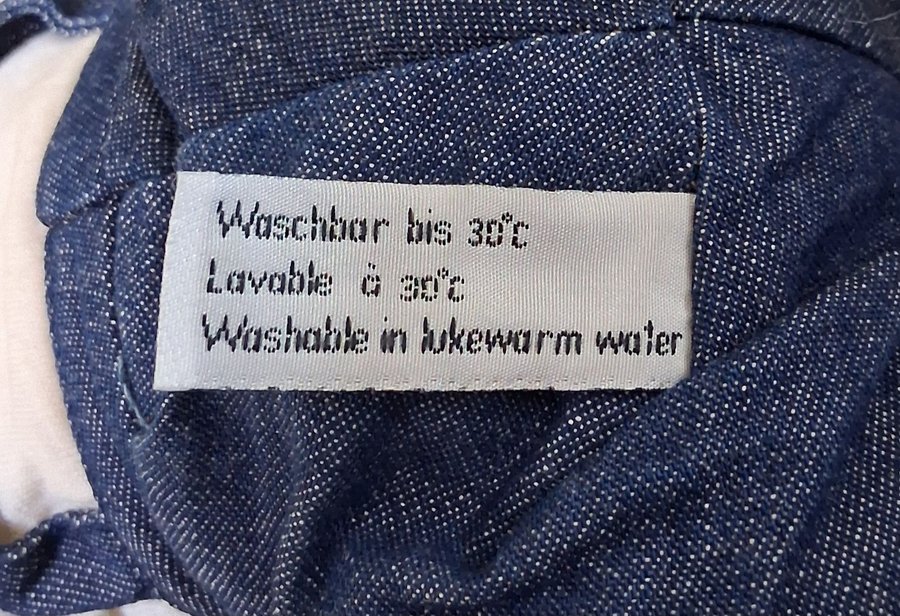 Waschbar bis 30°C
Lavable à 30°C
Washable in lukewarm water